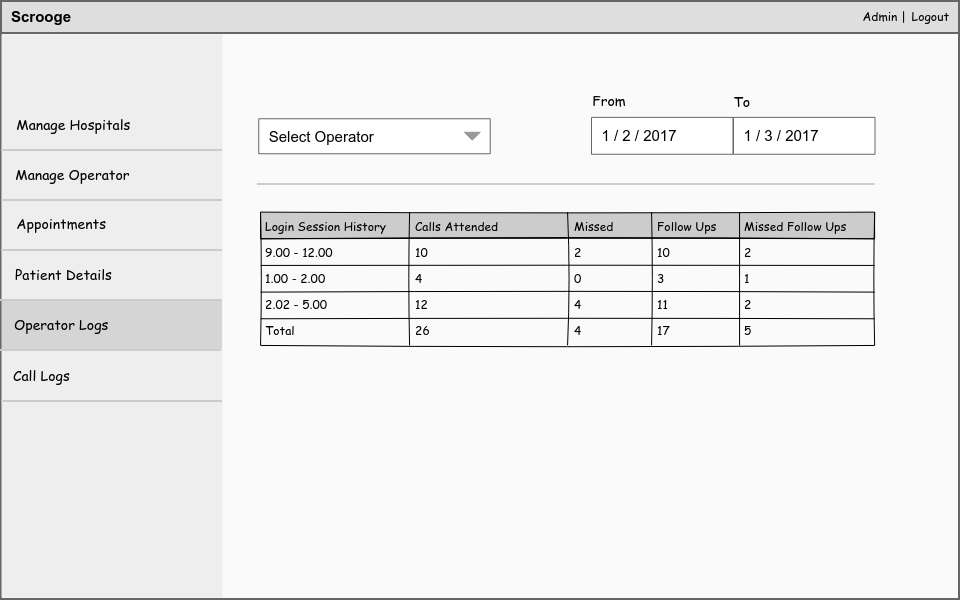 Scrooge
Admin | Logout
Manage Hospitals
Manage Operator
Appointments
Patient Details
Operator Logs
Call Logs
From To
Select Operator 1 / 2 / 2017 1 / 3 / 2017
Login Session History Calls Attended Missed Follow Ups Missed Follow Ups
9.00 - 12.00 10 2 10 2
1.00 - 2.00 4 0 3 1
2.02 - 5.00 12 4 11 2
Total 26 4 17 5